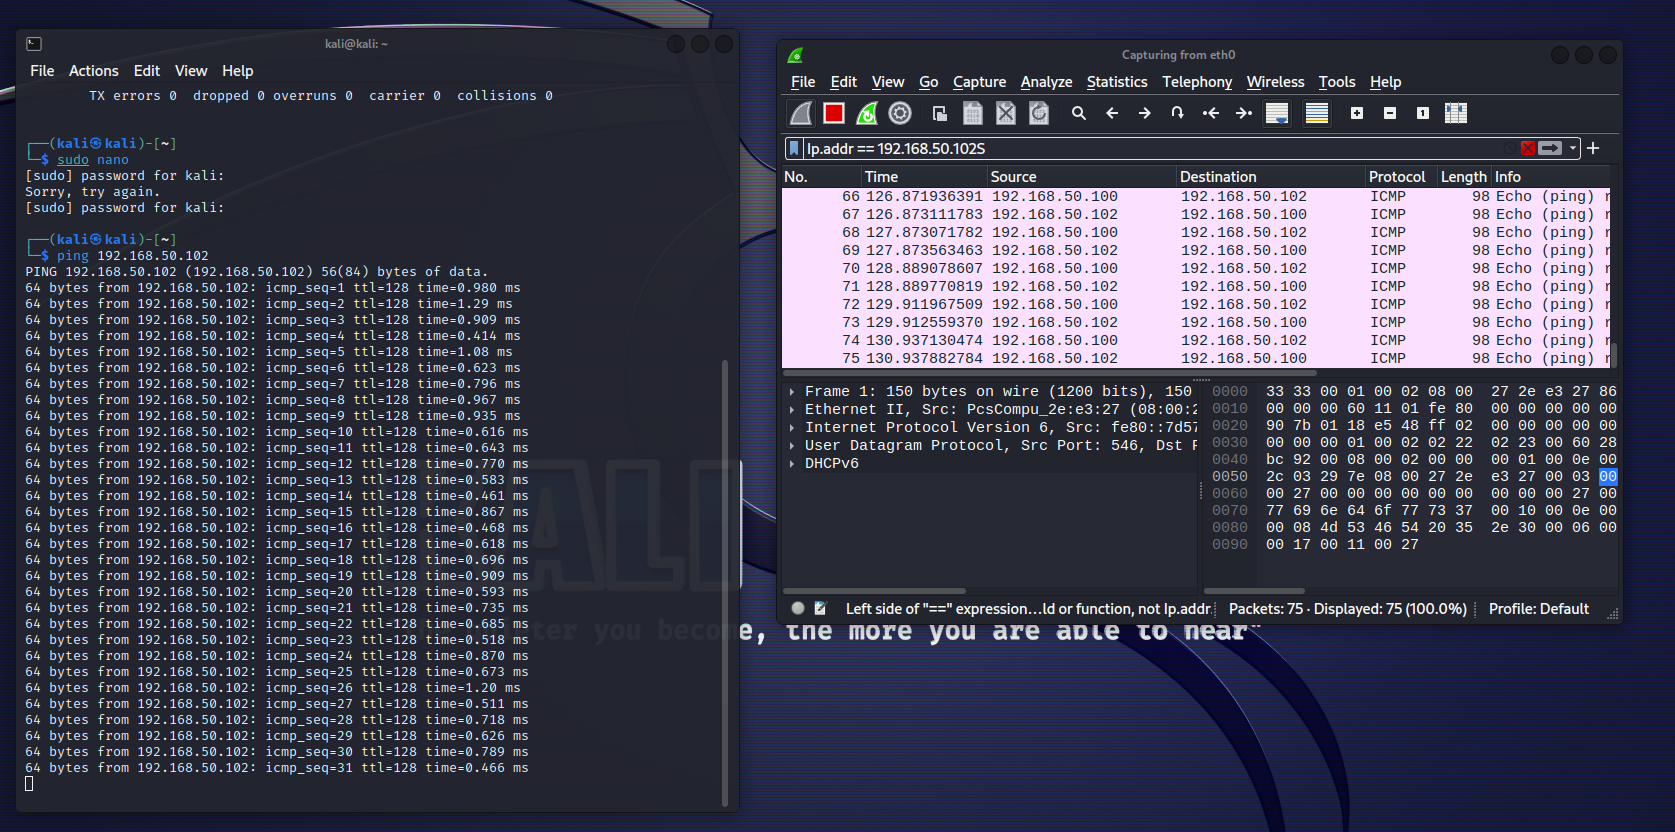 kali@kali: ~
File Actions Edit View Help
TX errors 0 dropped 0 overruns 0 carrier 0 collisions 0
┌──(kali㉿kali)-[~]
└─$ sudo nano
[sudo] password for kali:
Sorry, try again.
[sudo] password for kali:
┌──(kali㉿kali)-[~]
└─$ ping 192.168.50.102
PING 192.168.50.102 (192.168.50.102) 56(84) bytes of data.
64 bytes from 192.168.50.102: icmp_seq=1 ttl=128 time=0.980 ms
64 bytes from 192.168.50.102: icmp_seq=2 ttl=128 time=1.29 ms
64 bytes from 192.168.50.102: icmp_seq=3 ttl=128 time=0.909 ms
64 bytes from 192.168.50.102: icmp_seq=4 ttl=128 time=0.414 ms
64 bytes from 192.168.50.102: icmp_seq=5 ttl=128 time=1.08 ms
64 bytes from 192.168.50.102: icmp_seq=6 ttl=128 time=0.623 ms
64 bytes from 192.168.50.102: icmp_seq=7 ttl=128 time=0.796 ms
64 bytes from 192.168.50.102: icmp_seq=8 ttl=128 time=0.967 ms
64 bytes from 192.168.50.102: icmp_seq=9 ttl=128 time=0.935 ms
64 bytes from 192.168.50.102: icmp_seq=10 ttl=128 time=0.616 ms
64 bytes from 192.168.50.102: icmp_seq=11 ttl=128 time=0.643 ms
64 bytes from 192.168.50.102: icmp_seq=12 ttl=128 time=0.770 ms
64 bytes from 192.168.50.102: icmp_seq=13 ttl=128 time=0.583 ms
64 bytes from 192.168.50.102: icmp_seq=14 ttl=128 time=0.461 ms
64 bytes from 192.168.50.102: icmp_seq=15 ttl=128 time=0.867 ms
64 bytes from 192.168.50.102: icmp_seq=16 ttl=128 time=0.468 ms
64 bytes from 192.168.50.102: icmp_seq=17 ttl=128 time=0.618 ms
64 bytes from 192.168.50.102: icmp_seq=18 ttl=128 time=0.696 ms
64 bytes from 192.168.50.102: icmp_seq=19 ttl=128 time=0.909 ms
64 bytes from 192.168.50.102: icmp_seq=20 ttl=128 time=0.593 ms
64 bytes from 192.168.50.102: icmp_seq=21 ttl=128 time=0.735 ms
64 bytes from 192.168.50.102: icmp_seq=22 ttl=128 time=0.685 ms
64 bytes from 192.168.50.102: icmp_seq=23 ttl=128 time=0.518 ms
64 bytes from 192.168.50.102: icmp_seq=24 ttl=128 time=0.870 ms
64 bytes from 192.168.50.102: icmp_seq=25 ttl=128 time=0.673 ms
64 bytes from 192.168.50.102: icmp_seq=26 ttl=128 time=1.20 ms
64 bytes from 192.168.50.102: icmp_seq=27 ttl=128 time=0.511 ms
64 bytes from 192.168.50.102: icmp_seq=28 ttl=128 time=0.718 ms
64 bytes from 192.168.50.102: icmp_seq=29 ttl=128 time=0.626 ms
64 bytes from 192.168.50.102: icmp_seq=30 ttl=128 time=0.789 ms
64 bytes from 192.168.50.102: icmp_seq=31 ttl=128 time=0.466 ms
Capturing from eth0
File Edit View Go Capture Analyze Statistics Telephony Wireless Tools Help
Ip.addr == 192.168.50.102S
No. Time Source Destination Protocol Length Info
66 126.871936391 192.168.50.100 192.168.50.102 ICMP 98 Echo (ping) r
67 126.873111783 192.168.50.102 192.168.50.100 ICMP 98 Echo (ping) r
68 127.873071782 192.168.50.100 192.168.50.102 ICMP 98 Echo (ping) r
69 127.873563463 192.168.50.102 192.168.50.100 ICMP 98 Echo (ping) r
70 128.889078607 192.168.50.100 192.168.50.102 ICMP 98 Echo (ping) r
71 128.889770819 192.168.50.102 192.168.50.100 ICMP 98 Echo (ping) r
72 129.911967509 192.168.50.100 192.168.50.102 ICMP 98 Echo (ping) r
73 129.912559370 192.168.50.102 192.168.50.100 ICMP 98 Echo (ping) r
74 130.937130474 192.168.50.100 192.168.50.102 ICMP 98 Echo (ping) r
75 130.937882784 192.168.50.102 192.168.50.100 ICMP 98 Echo (ping) r
Frame 1: 150 bytes on wire (1200 bits), 150
Ethernet II, Src: PcsCompu_2e:e3:27 (08:00:2
Internet Protocol Version 6, Src: fe80::7d57
User Datagram Protocol, Src Port: 546, Dst P
DHCPv6
0000 33 33 00 01 00 02 08 00 27 2e e3 27 86
0010 00 00 00 60 11 01 fe 80 00 00 00 00 00
0020 90 7b 01 18 e5 48 ff 02 00 00 00 00 00
0030 00 00 00 01 00 02 02 22 02 23 00 60 28
0040 bc 92 00 08 00 02 00 00 00 01 00 0e 00
0050 2c 03 29 7e 08 00 27 2e e3 27 00 03 00
0060 00 27 00 00 00 00 00 00 00 00 00 27 00
0070 77 69 6e 64 6f 77 73 37 00 10 00 0e 00
0080 00 08 4d 53 46 54 20 35 2e 30 00 06 00
0090 00 17 00 11 00 27
Left side of "==" expression…ld or function, not Ip.addr
Packets: 75 · Displayed: 75 (100.0%)
Profile: Default
KALI
you become, the more you are able to hear"